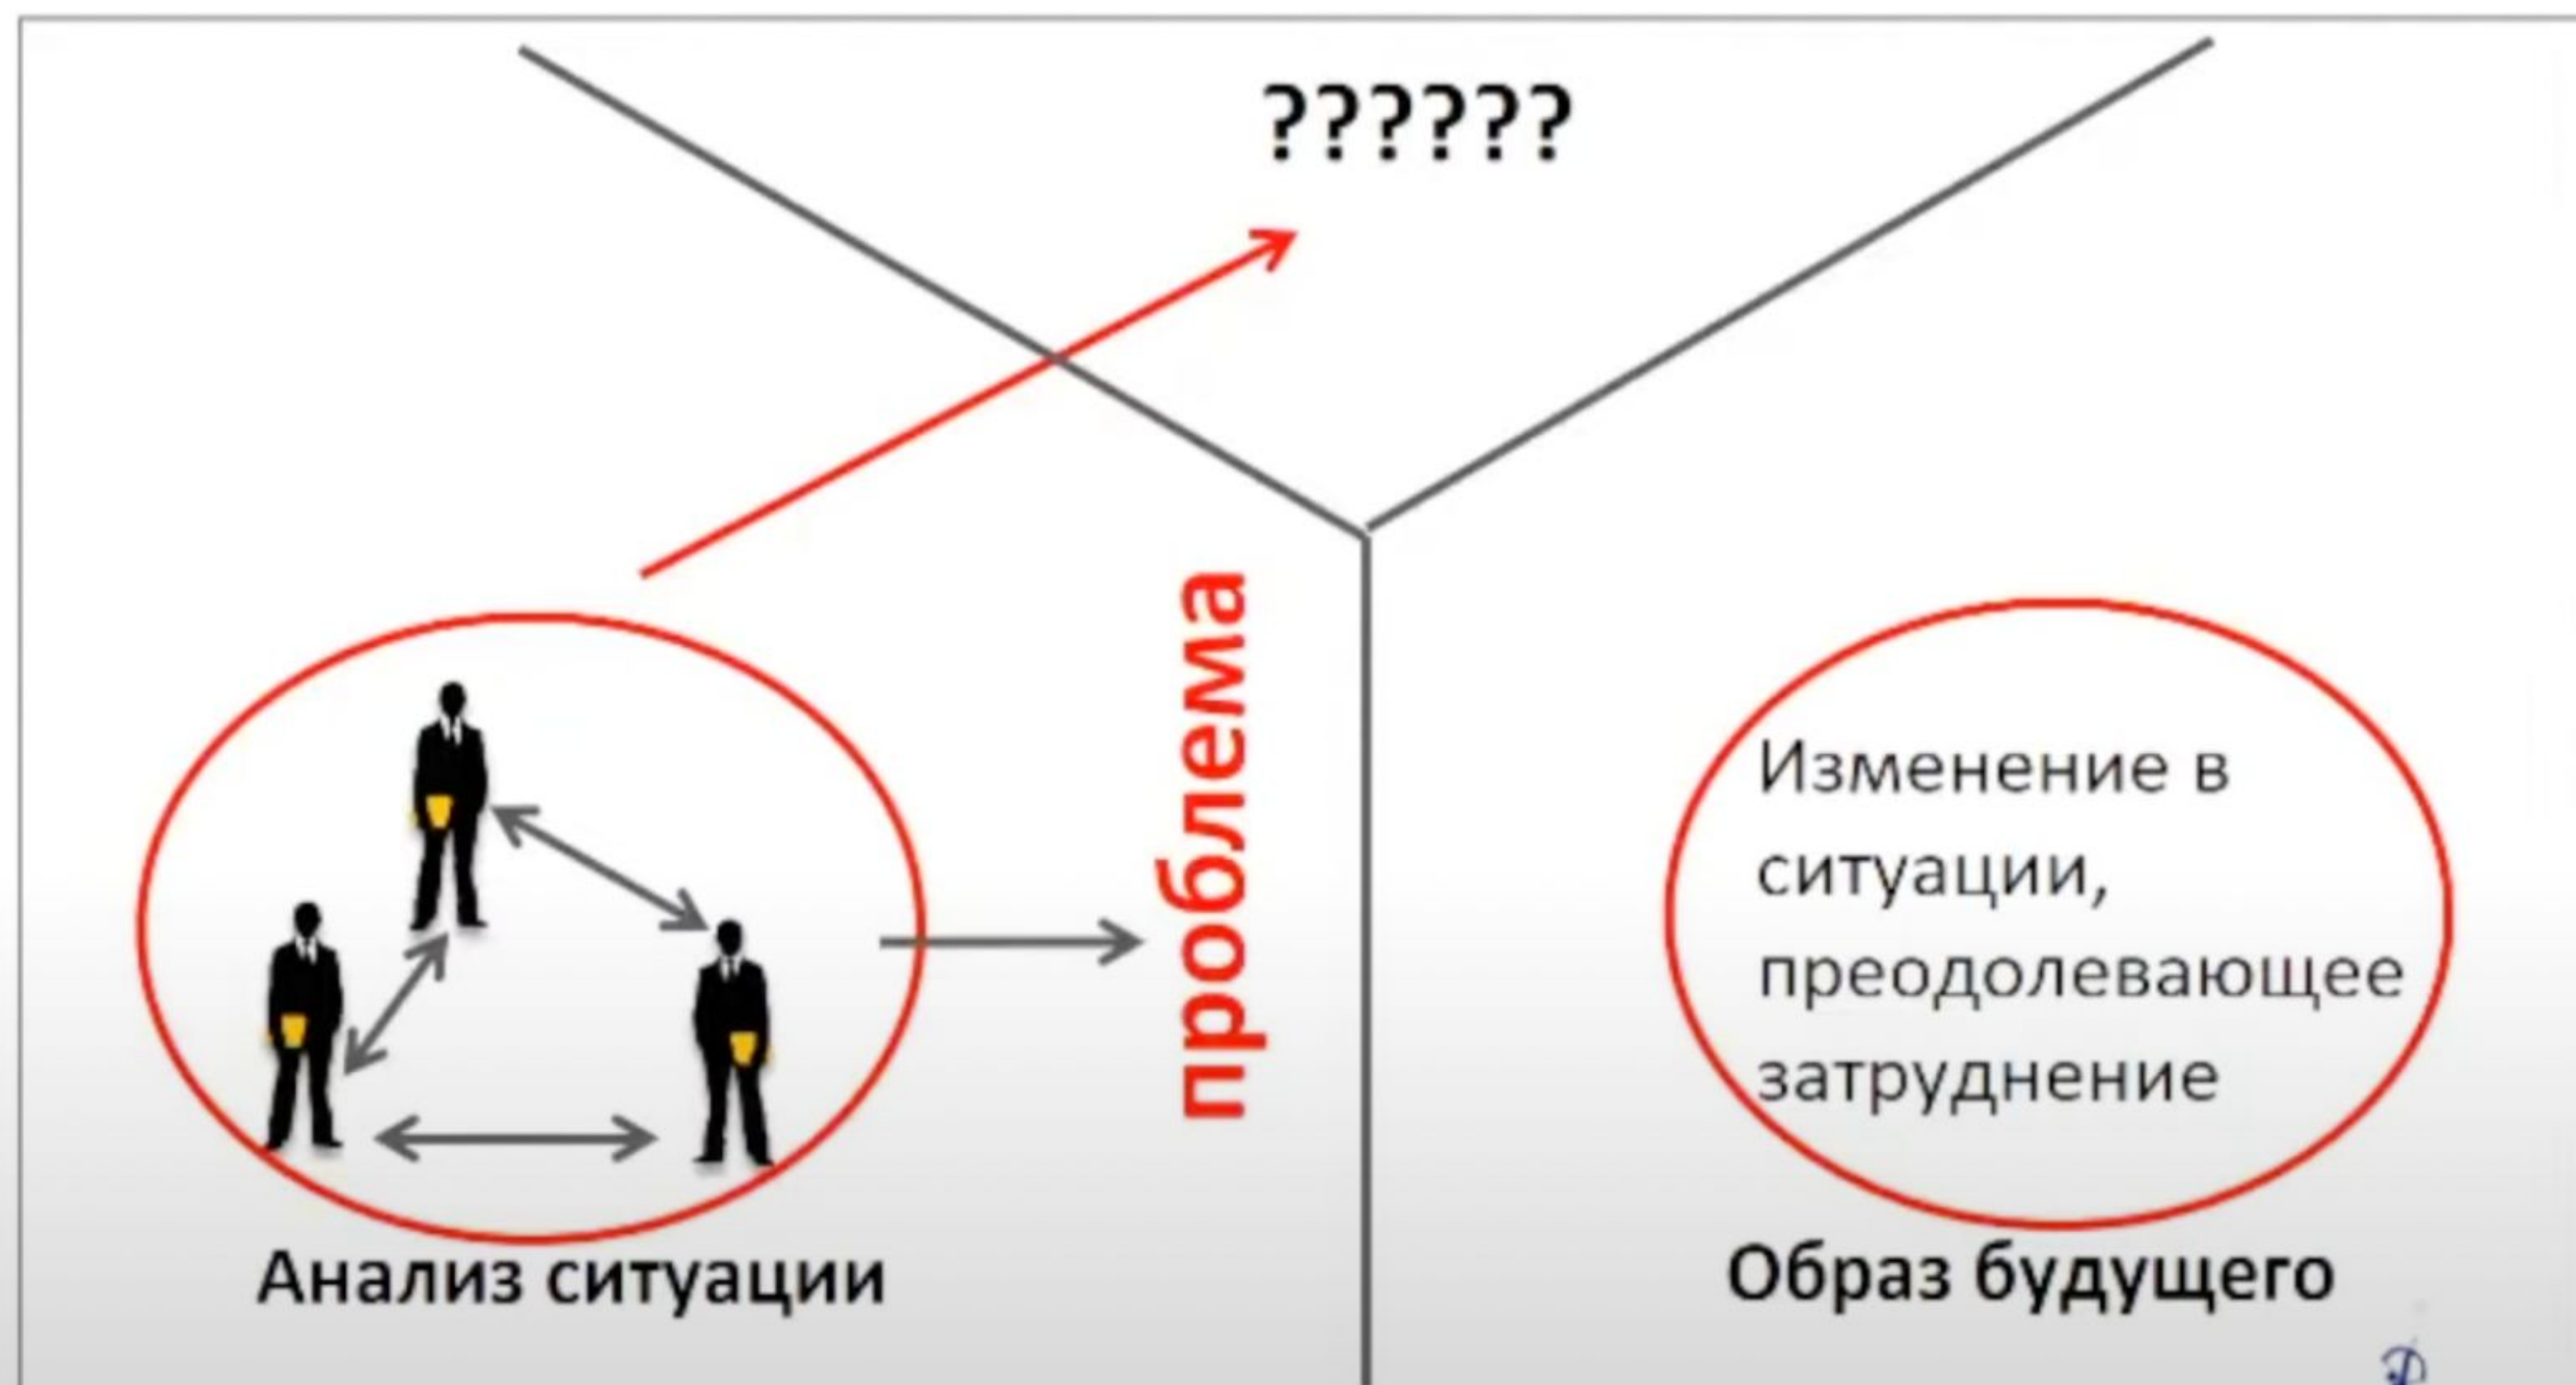 ??????
проблема
Изменение в
ситуации,
преодолевающее
затруднение
Анализ ситуации
Образ будущего